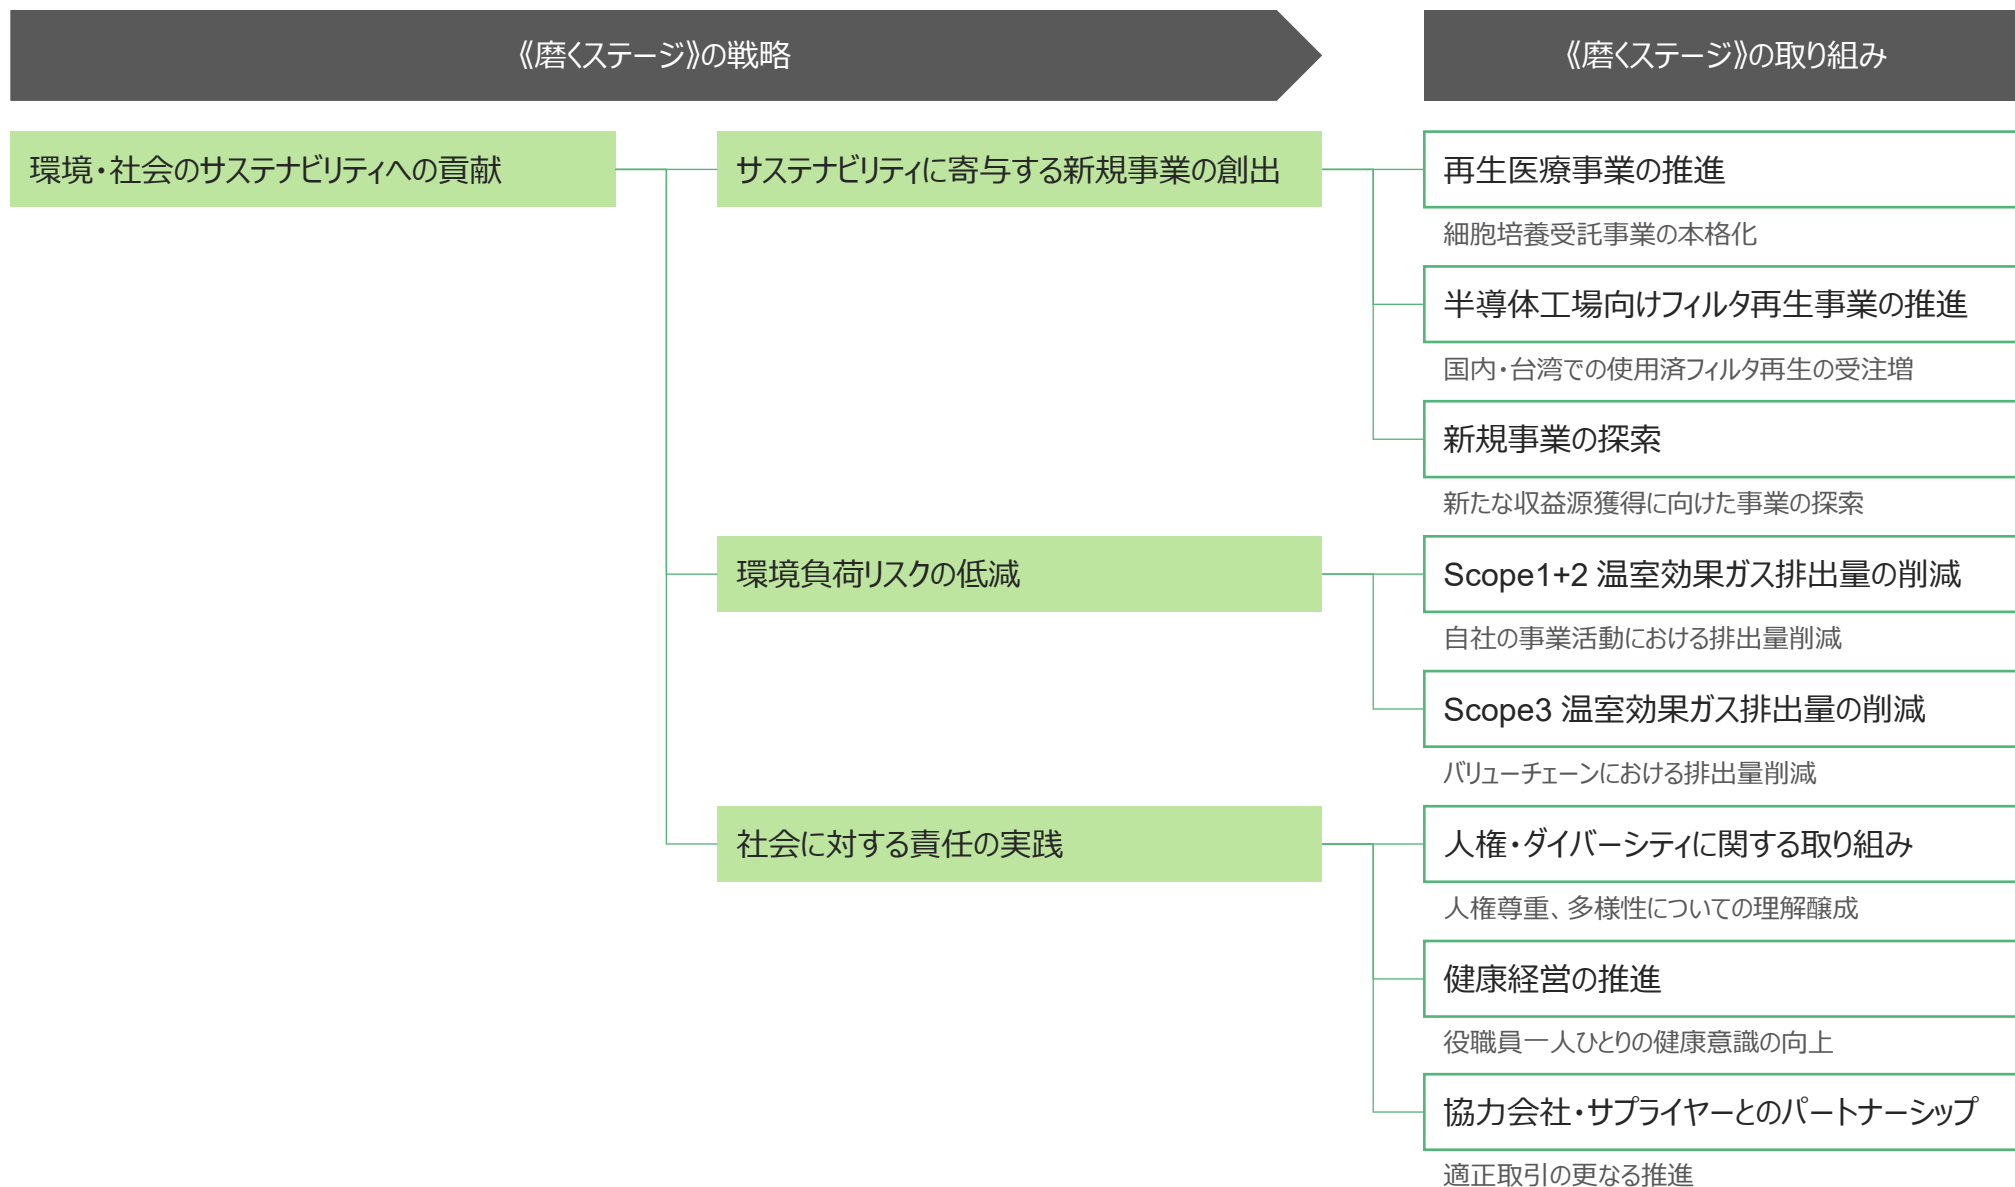 《磨くステージ》の戦略
《磨くステージ》の取り組み
環境・社会のサステナビリティへの貢献
サステナビリティに寄与する新規事業の創出
再生医療事業の推進
細胞培養受託事業の本格化
半導体工場向けフィルタ再生事業の推進
国内・台湾での使用済フィルタ再生の受注増
新規事業の探索
新たな収益源獲得に向けた事業の探索
環境負荷リスクの低減
Scope1+2 温室効果ガス排出量の削減
自社の事業活動における排出量削減
Scope3 温室効果ガス排出量の削減
バリューチェーンにおける排出量削減
社会に対する責任の実践
人権・ダイバーシティに関する取り組み
人権尊重、多様性についての理解醸成
健康経営の推進
役職員一人ひとりの健康意識の向上
協力会社・サプライヤーとのパートナーシップ
適正取引の更なる推進